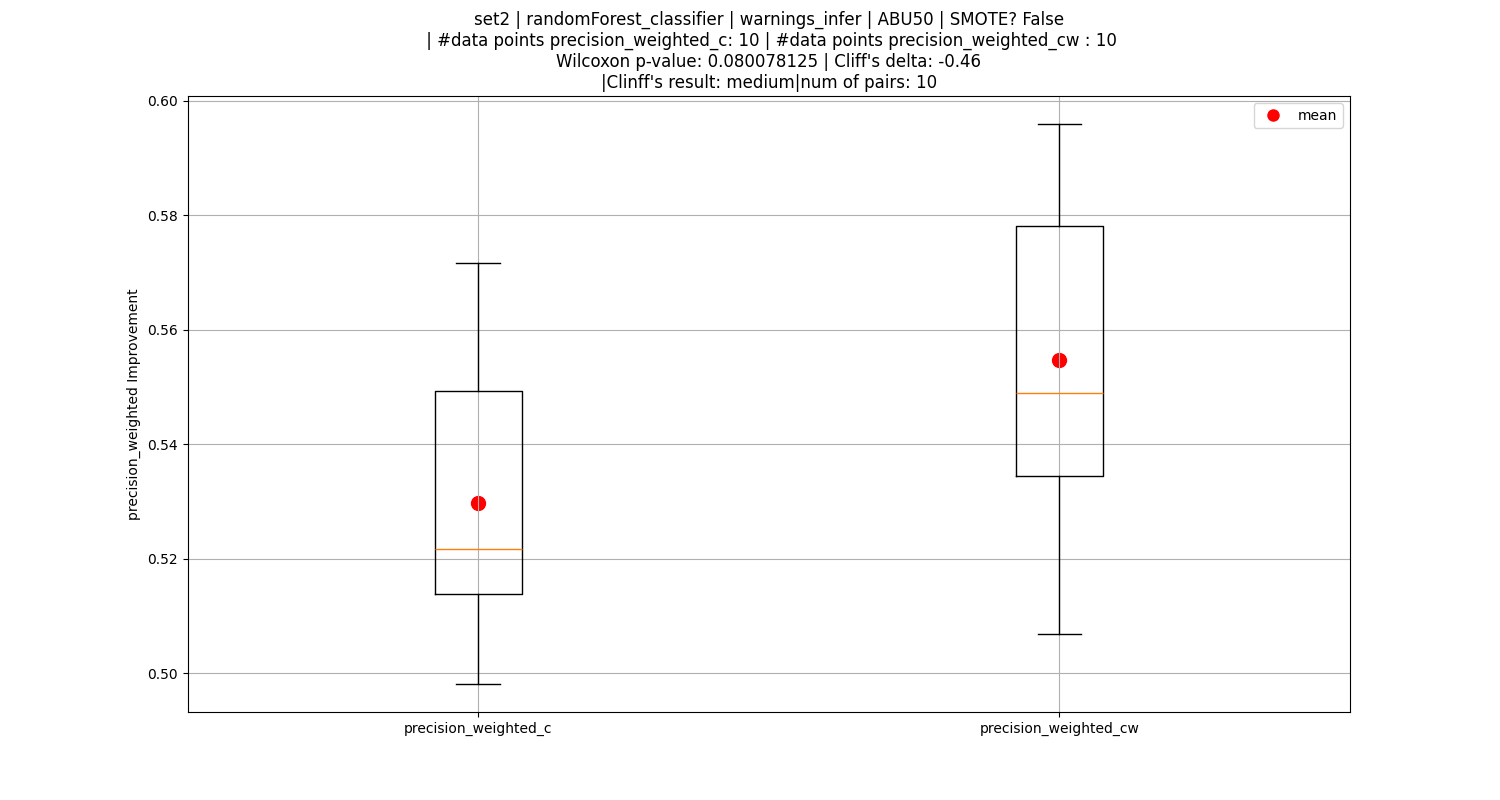 set2 | randomForest_classifier | warnings_infer | ABU50 | SMOTE? False
| #data points precision_weighted_c: 10 | #data points precision_weighted_cw : 10
Wilcoxon p-value: 0.080078125 | Cliff's delta: -0.46
|Clinff's result: medium|num of pairs: 10
mean
precision_weighted Improvement
0.60
0.58
0.56
0.54
0.52
0.50
precision_weighted_c
precision_weighted_cw